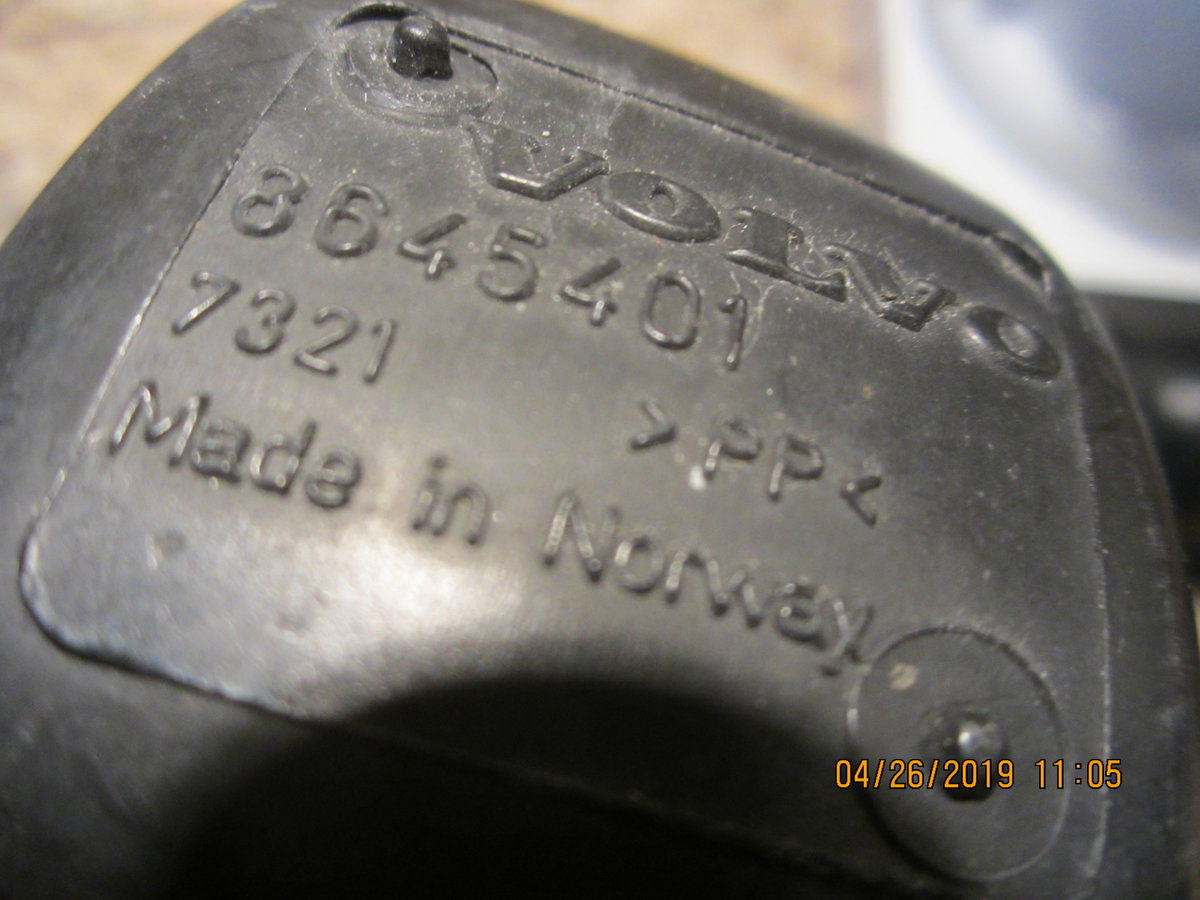 VOLVO
8645401
7321
>PP<
Made in Norway
04/26/2019 11:05